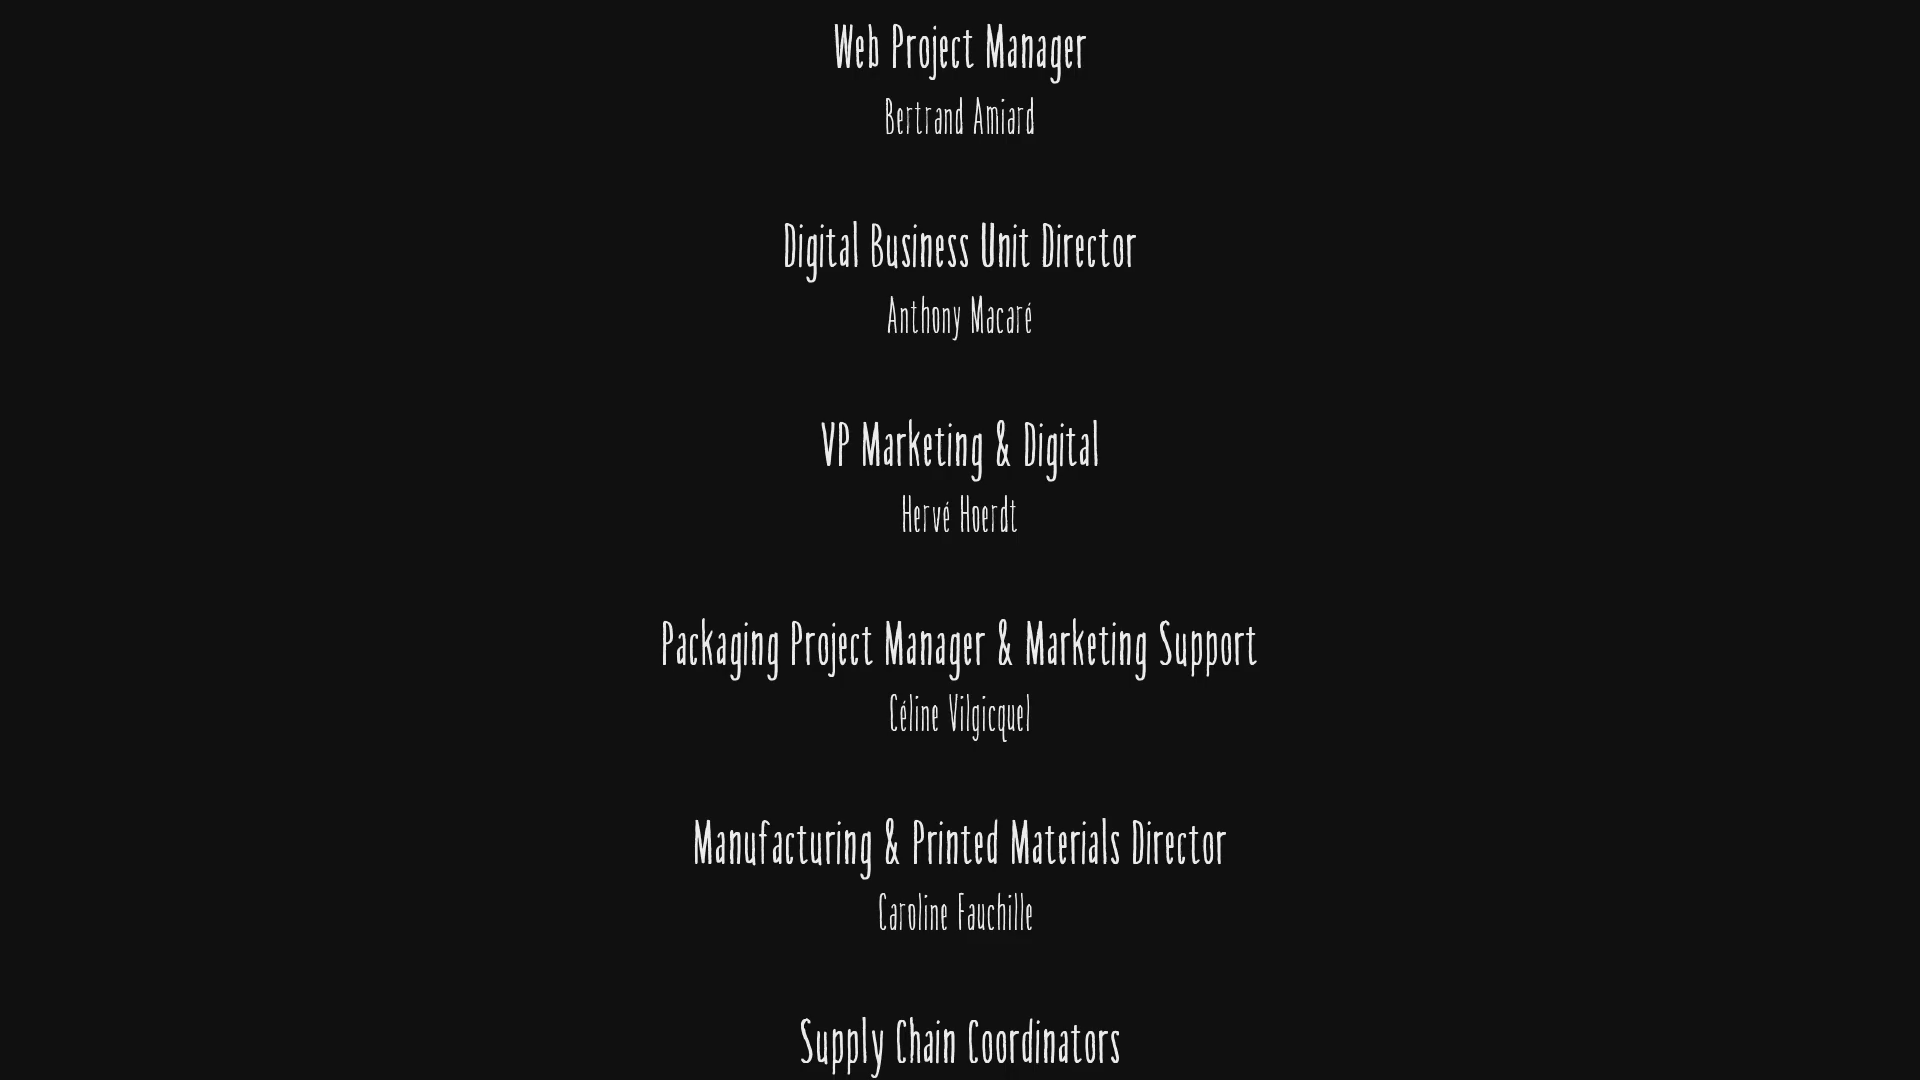 Web Project Manager
Bertrand Amiard
Digital Business Unit Director
Anthony Macaré
VP Marketing & Digital
Hervé Hoerdt
Packaging Project Manager & Marketing Support
Céline Vilgicquel
Manufacturing & Printed Materials Director
Caroline Fauchille
Supply Chain Coordinators